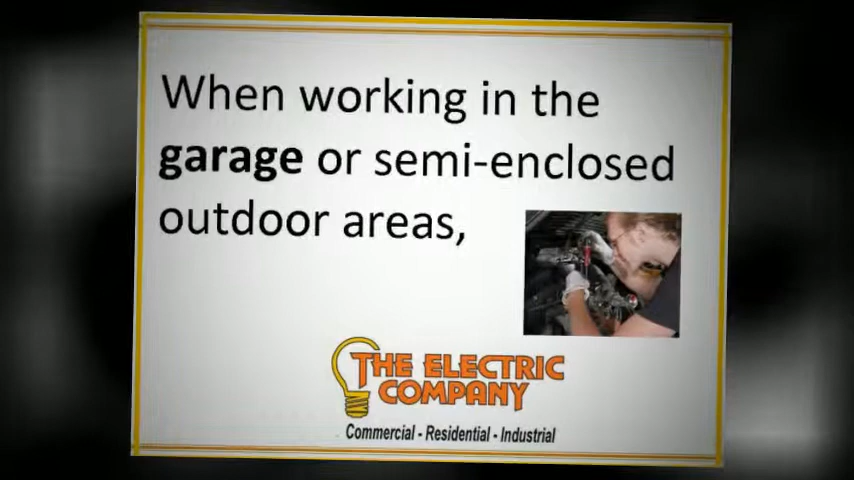 When working in the
garage or semi-enclosed
outdoor areas,
THE ELECTRIC
COMPANY
Commercial - Residential - Industrial